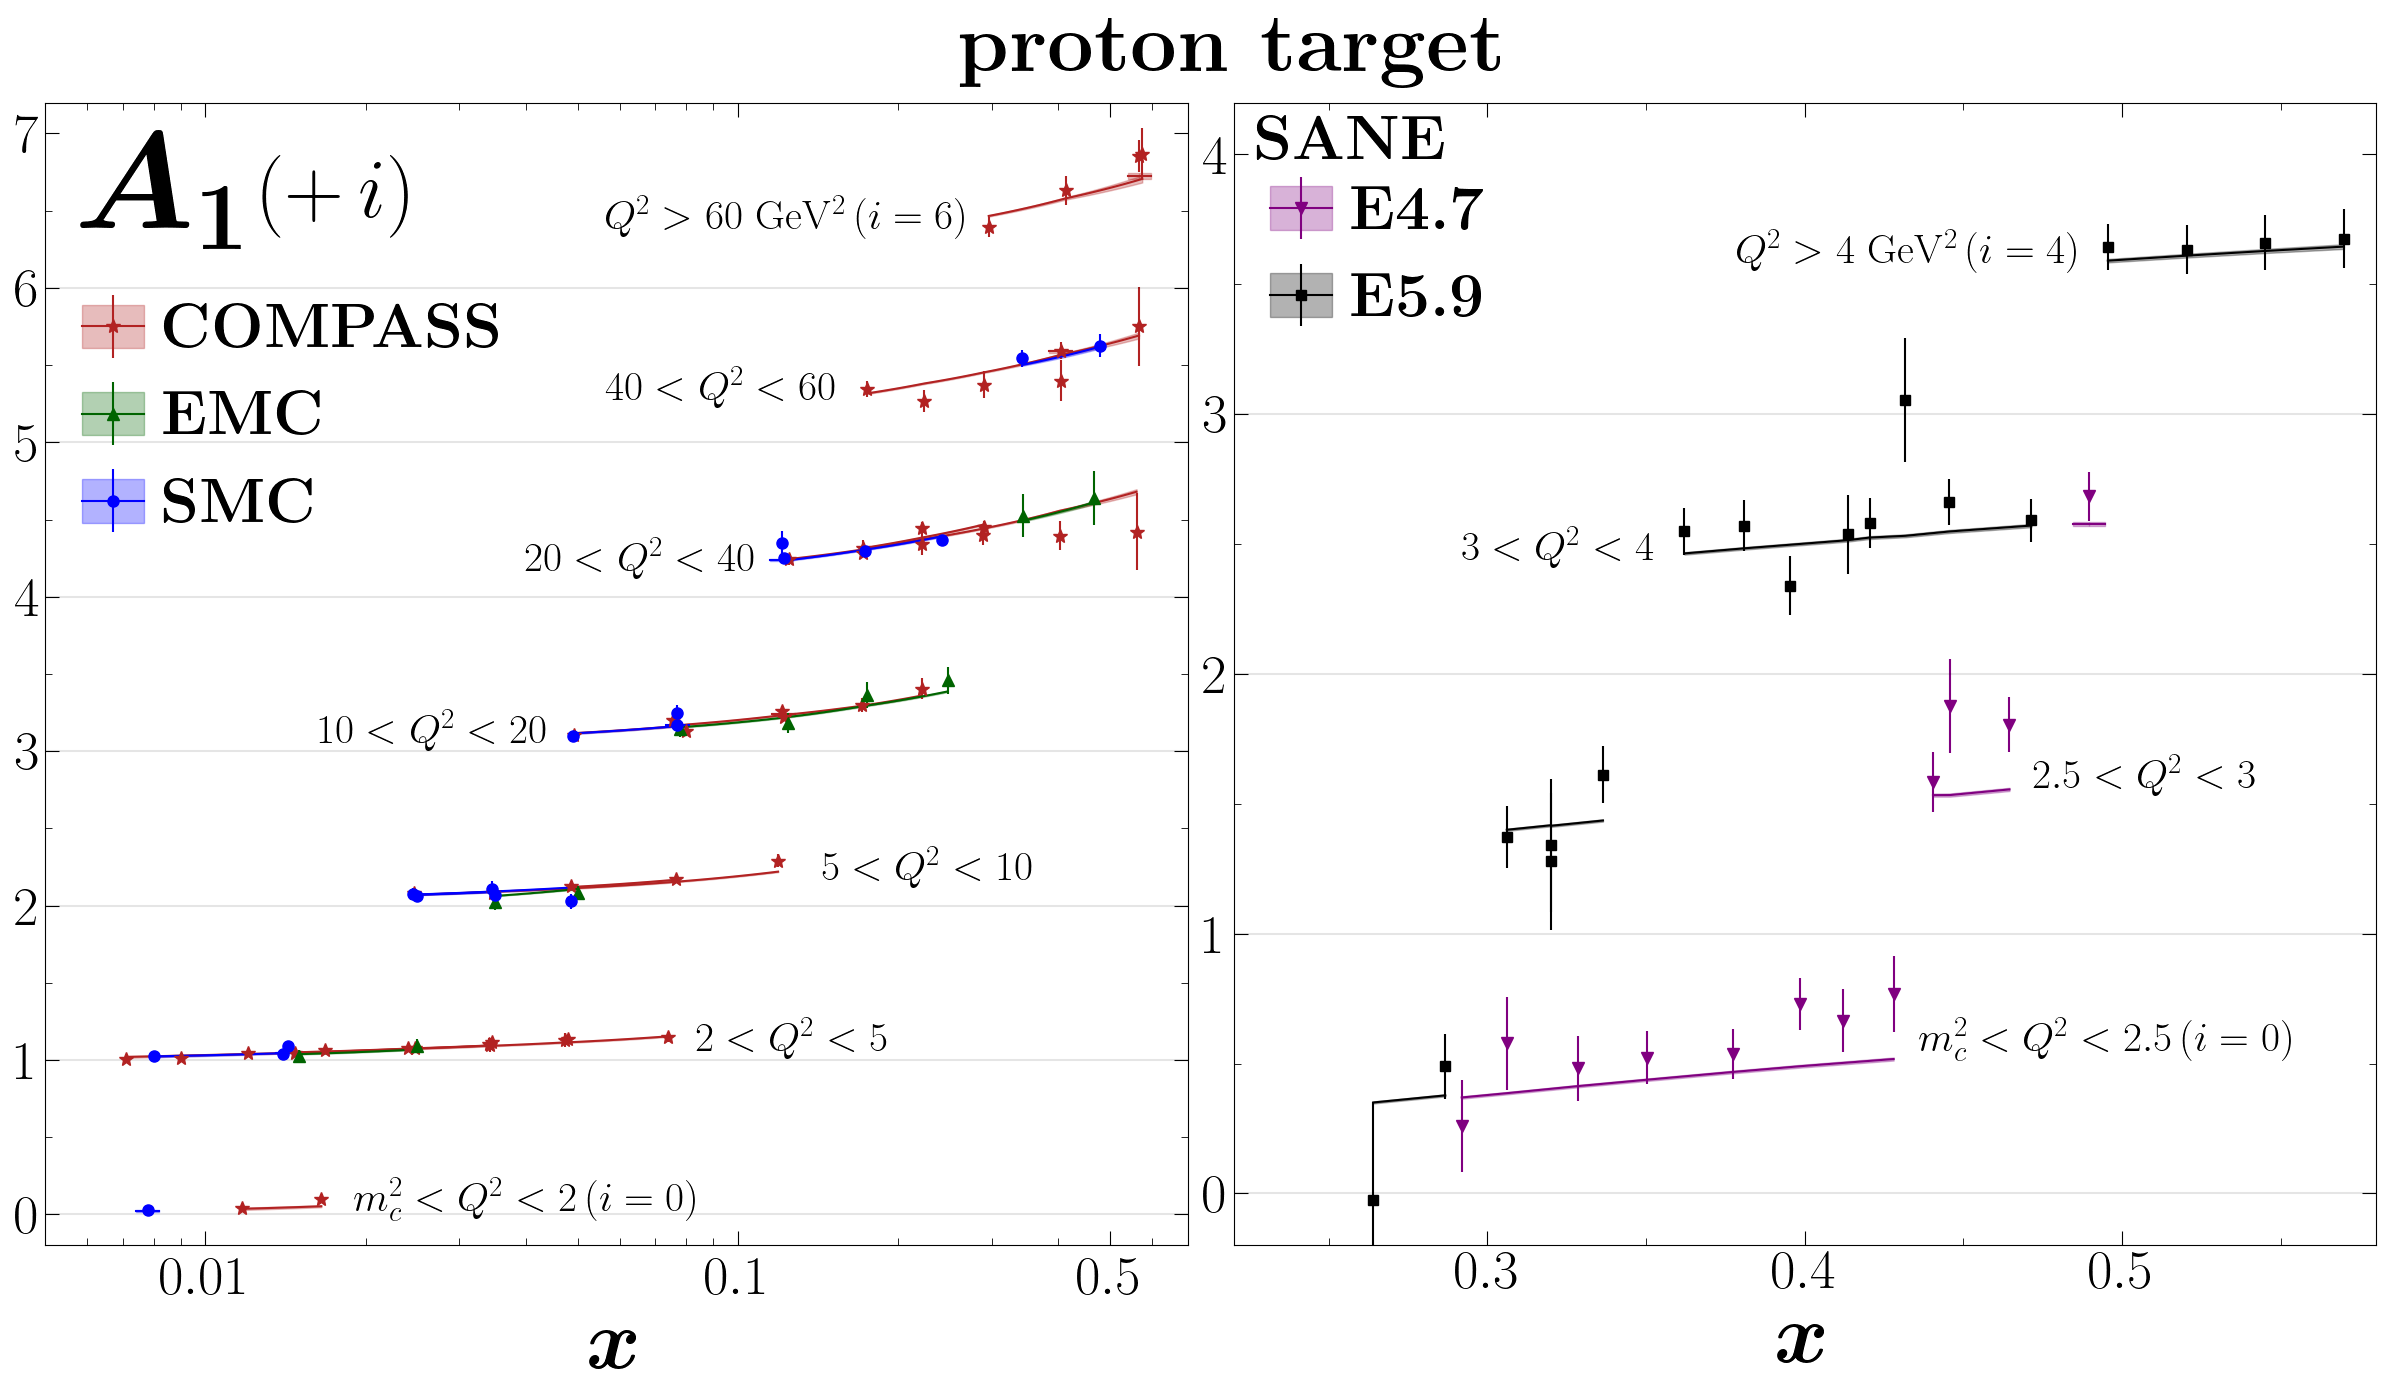 proton target
A₁(+ i)
COMPASS
EMC
SMC
Q² > 60 GeV² (i = 6)
40 < Q² < 60
20 < Q² < 40
10 < Q² < 20
5 < Q² < 10
2 < Q² < 5
m_c² < Q² < 2 (i = 0)
7
6
5
4
3
2
1
0
0.01 0.1 0.5
x
SANE
E4.7
E5.9
Q² > 4 GeV² (i = 4)
3 < Q² < 4
2.5 < Q² < 3
m_c² < Q² < 2.5 (i = 0)
4
3
2
1
0
0.3 0.4 0.5
x